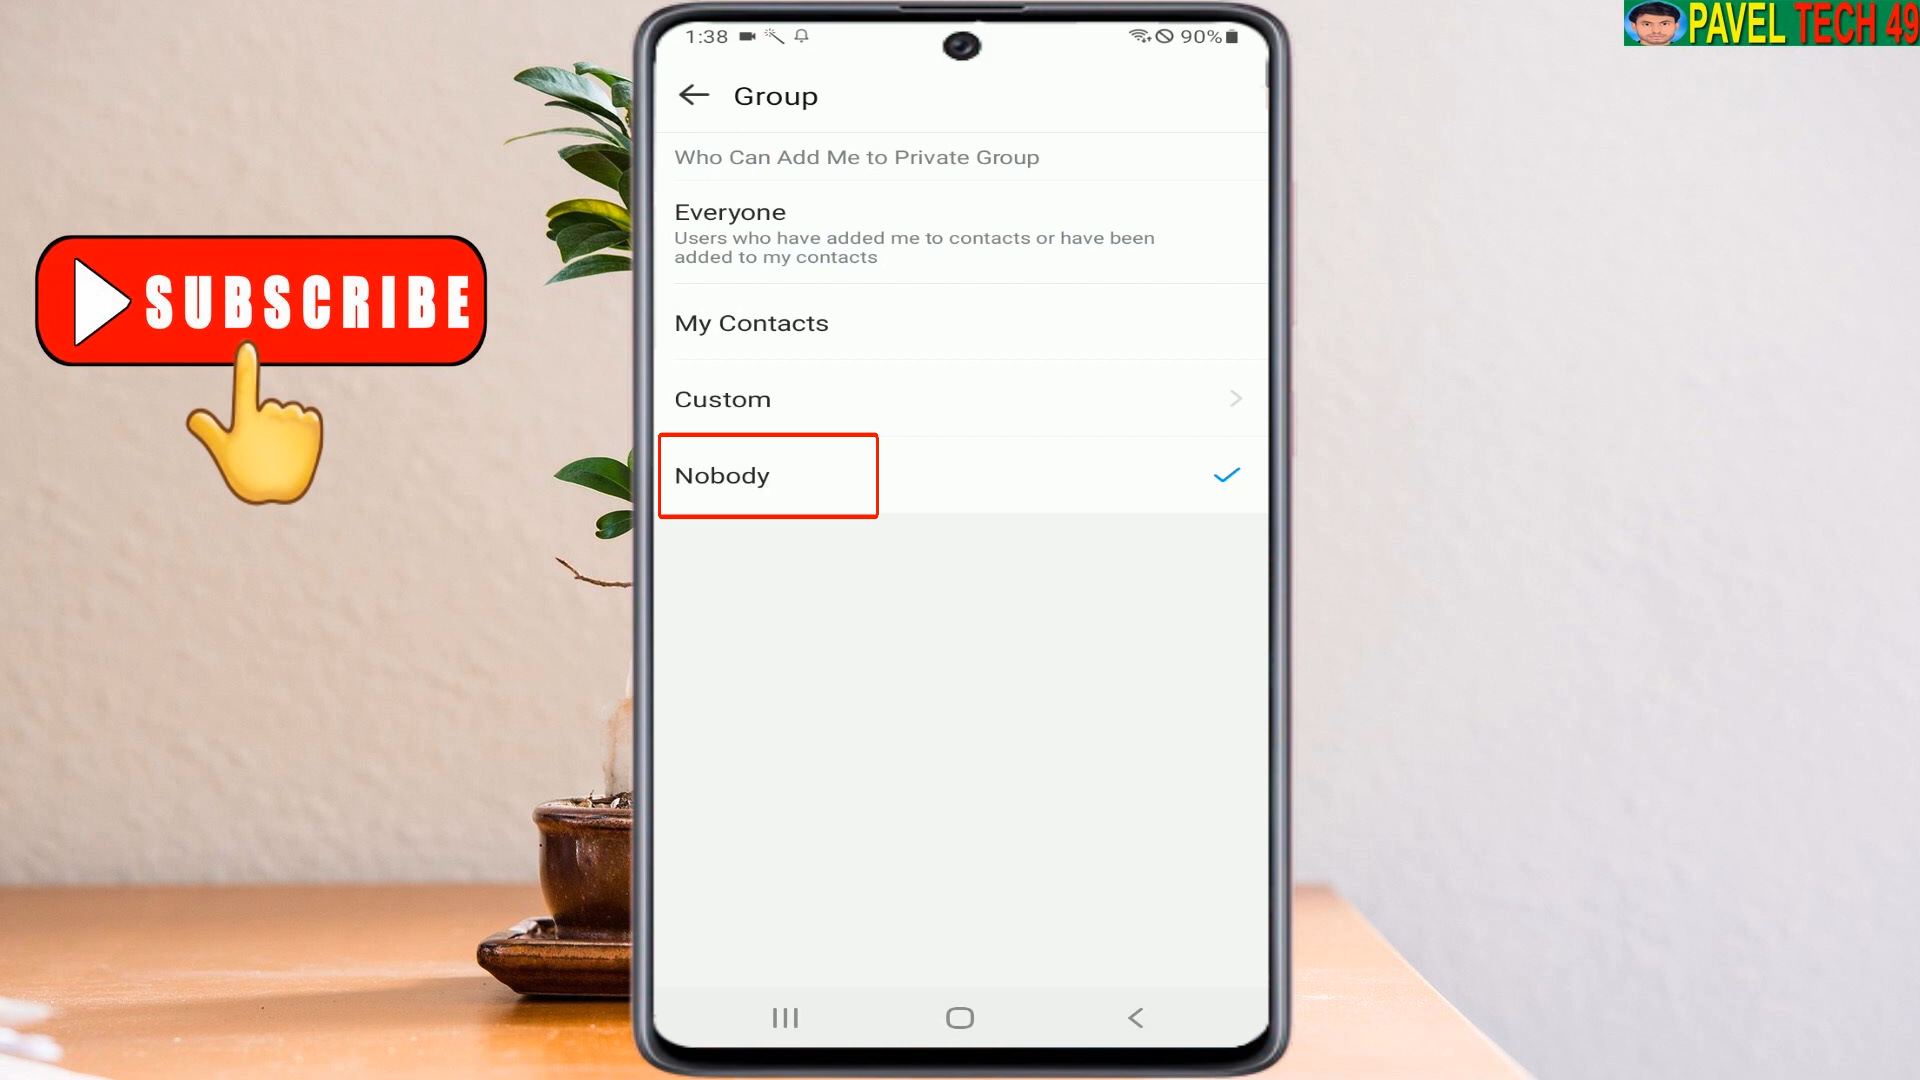 PAVEL TECH 49
1:38
90%
Group
Who Can Add Me to Private Group
Everyone
Users who have added me to contacts or have been
added to my contacts
SUBSCRIBE
My Contacts
Custom
Nobody